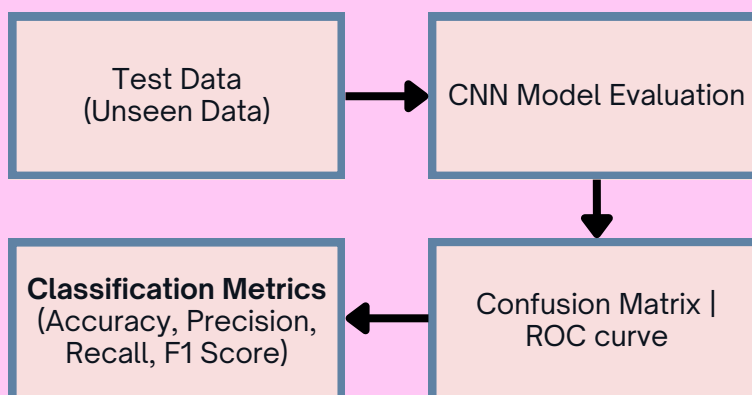 Test Data
(Unseen Data)
CNN Model Evaluation
Classification Metrics
(Accuracy, Precision,
Recall, F1 Score)
Confusion Matrix |
ROC curve